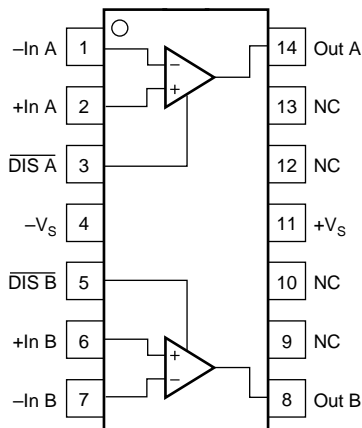 –In A 1 14 Out A
+In A 2 13 NC
DIS A 3 12 NC
–VS 4 11 +VS
DIS B 5 10 NC
+In B 6 9 NC
–In B 7 8 Out B
–
+
+
–